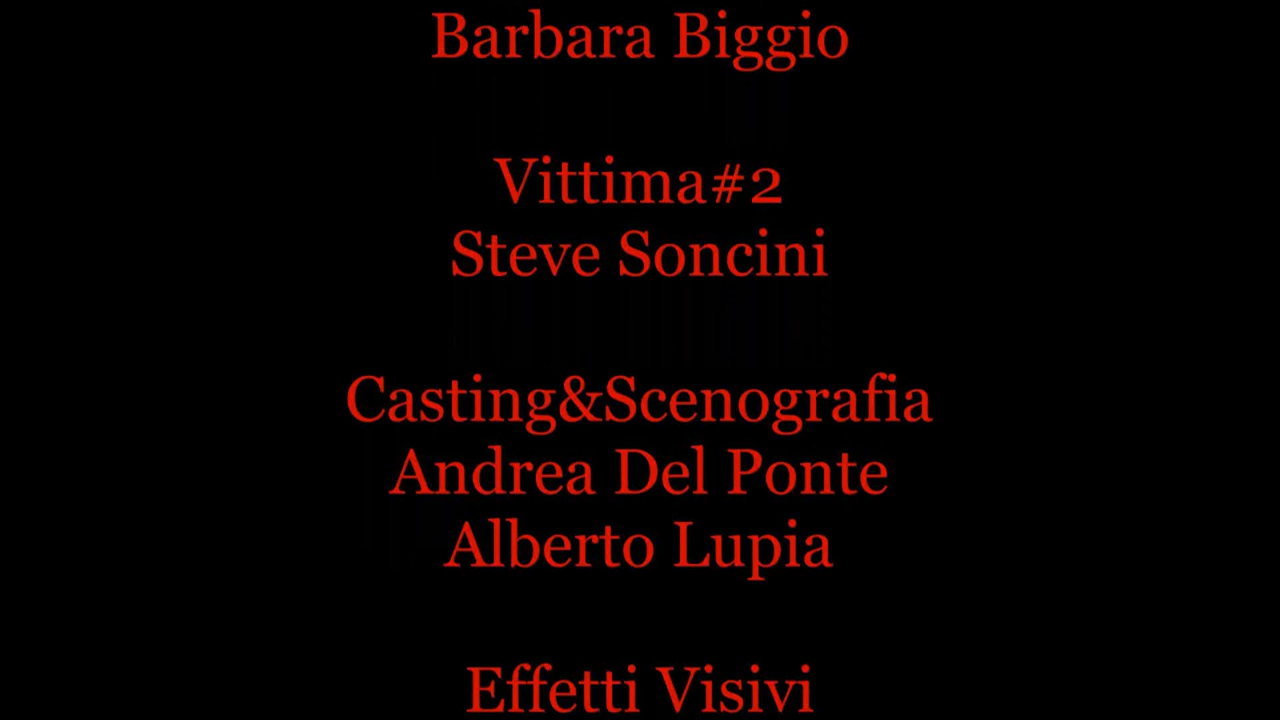 Barbara Biggio
Vittima#2
Steve Soncini
Casting&Scenografia
Andrea Del Ponte
Alberto Lupia
Effetti Visivi